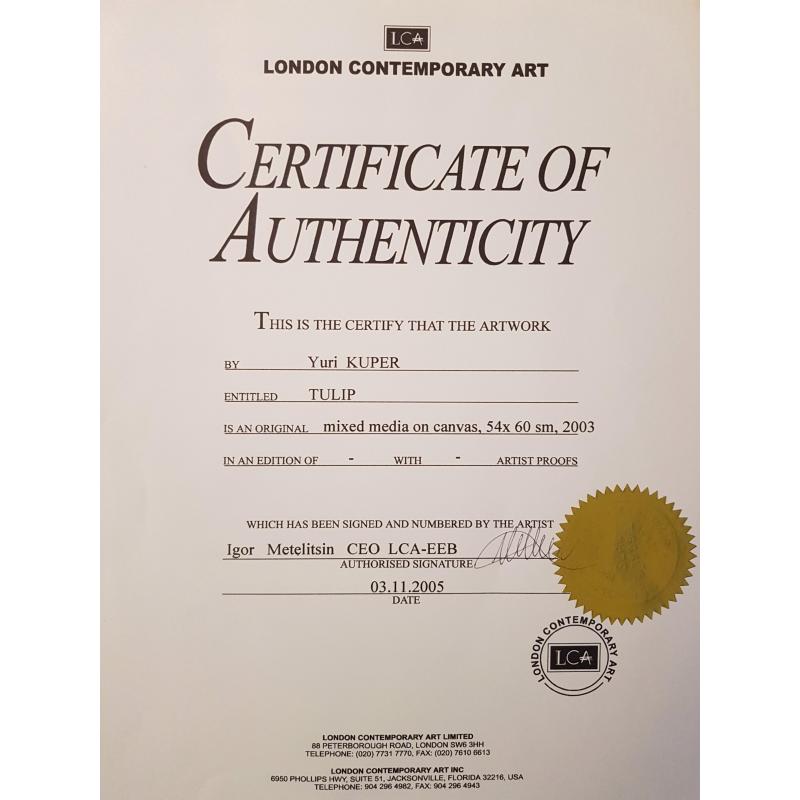 LCA
LONDON CONTEMPORARY ART
CERTIFICATE OF
AUTHENTICITY
THIS IS THE CERTIFY THAT THE ARTWORK
BY Yuri KUPER
ENTITLED TULIP
IS AN ORIGINAL mixed media on canvas, 54x 60 sm, 2003
IN AN EDITION OF - WITH - ARTIST PROOFS
WHICH HAS BEEN SIGNED AND NUMBERED BY THE ARTIST
Igor Metelitsin CEO LCA-EEB
AUTHORISED SIGNATURE
03.11.2005
DATE
LONDON CONTEMPORARY ART
LCA
LONDON CONTEMPORARY ART LIMITED
88 PETERBOROUGH ROAD, LONDON SW6 3HH
TELEPHONE: (020) 7731 7770, FAX: (020) 7610 6613
LONDON CONTEMPORARY ART INC
6950 PHOLLIPS HWY, SUITE 51, JACKSONVILLE, FLORIDA 32216, USA
TELEPHONE: 904 296 4982, FAX: 904 296 4943